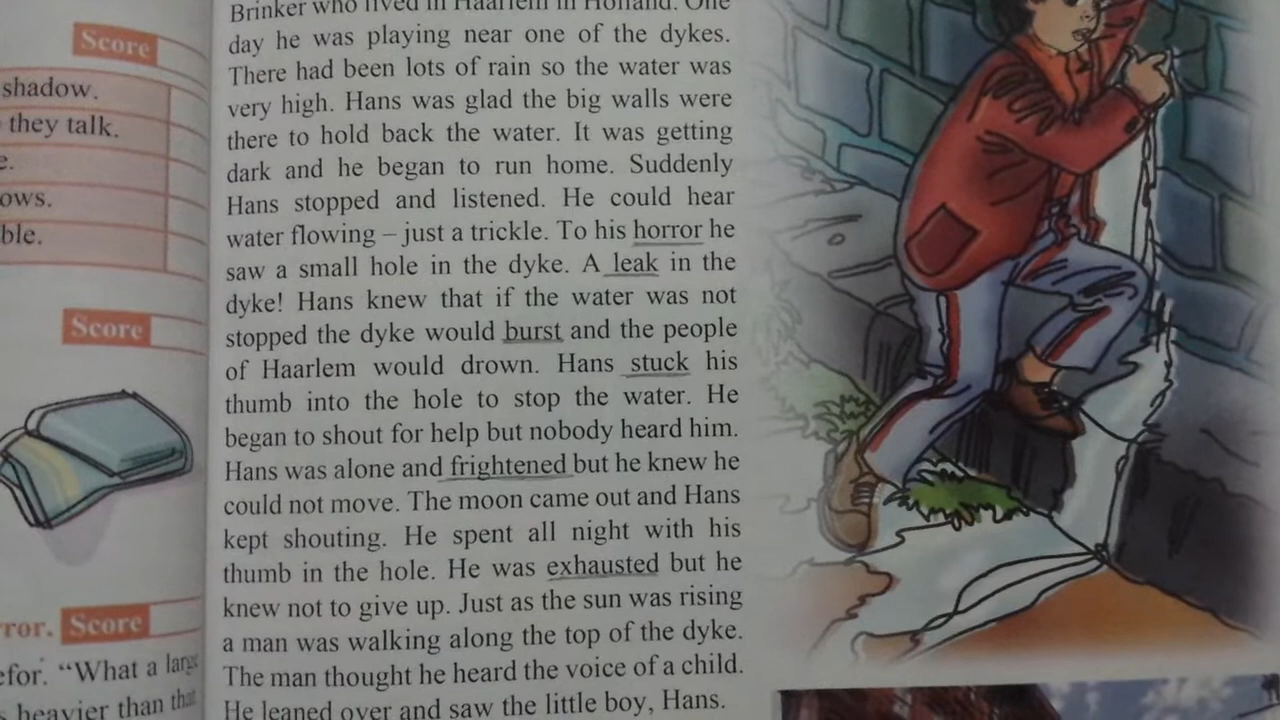 Score
shadow.
they talk.
e.
ows.
ble.
Score
ror. Score
efor. “What a large
s heavier than that
Brinker who lived in Haarlem in Holland. One
day he was playing near one of the dykes.
There had been lots of rain so the water was
very high. Hans was glad the big walls were
there to hold back the water. It was getting
dark and he began to run home. Suddenly
Hans stopped and listened. He could hear
water flowing – just a trickle. To his horror he
saw a small hole in the dyke. A leak in the
dyke! Hans knew that if the water was not
stopped the dyke would burst and the people
of Haarlem would drown. Hans stuck his
thumb into the hole to stop the water. He
began to shout for help but nobody heard him.
Hans was alone and frightened but he knew he
could not move. The moon came out and Hans
kept shouting. He spent all night with his
thumb in the hole. He was exhausted but he
knew not to give up. Just as the sun was rising
a man was walking along the top of the dyke.
The man thought he heard the voice of a child.
He leaned over and saw the little boy, Hans.